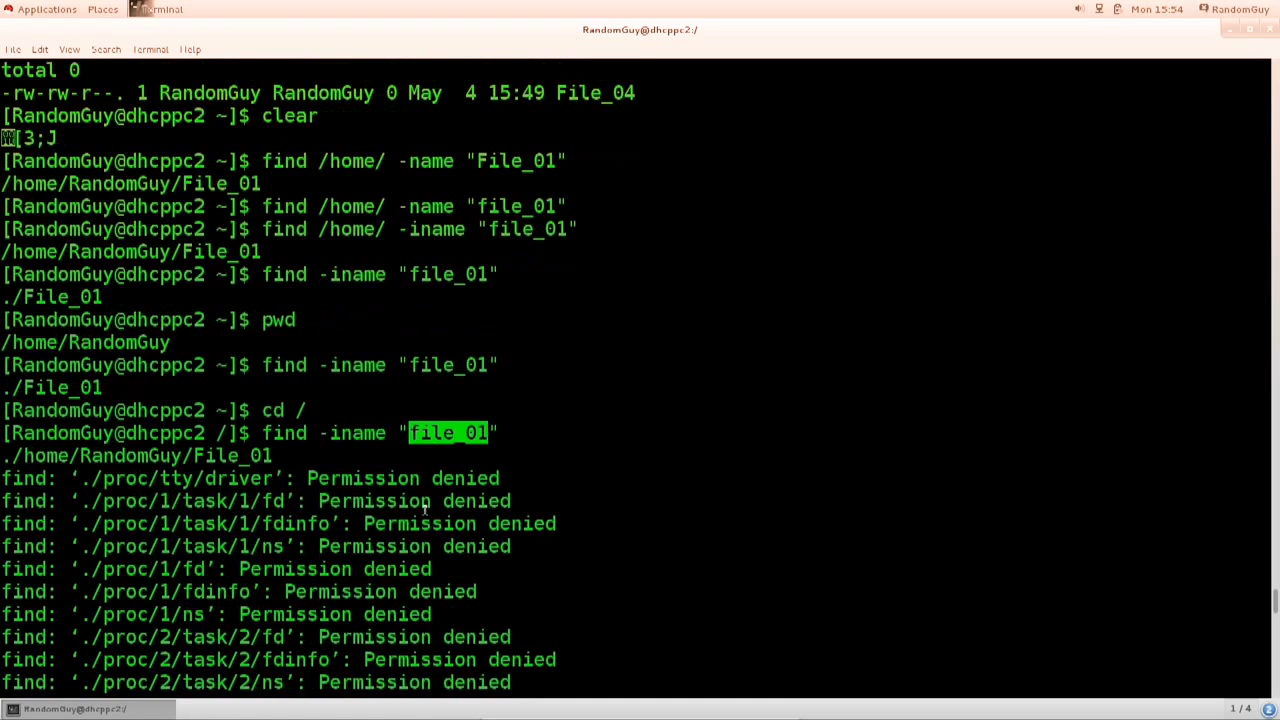 Applications Places Terminal Mon 15:54 RandomGuy
RandomGuy@dhcppc2:/
File Edit View Search Terminal Help
total 0
-rw-rw-r--. 1 RandomGuy RandomGuy 0 May  4 15:49 File_04
[RandomGuy@dhcppc2 ~]$ clear
[3;J
[RandomGuy@dhcppc2 ~]$ find /home/ -name "File_01"
/home/RandomGuy/File_01
[RandomGuy@dhcppc2 ~]$ find /home/ -name "file_01"
[RandomGuy@dhcppc2 ~]$ find /home/ -iname "file_01"
/home/RandomGuy/File_01
[RandomGuy@dhcppc2 ~]$ find -iname "file_01"
./File_01
[RandomGuy@dhcppc2 ~]$ pwd
/home/RandomGuy
[RandomGuy@dhcppc2 ~]$ find -iname "file_01"
./File_01
[RandomGuy@dhcppc2 ~]$ cd /
[RandomGuy@dhcppc2 /]$ find -iname "file_01"
./home/RandomGuy/File_01
find: ‘./proc/tty/driver’: Permission denied
find: ‘./proc/1/task/1/fd’: Permission denied
find: ‘./proc/1/task/1/fdinfo’: Permission denied
find: ‘./proc/1/task/1/ns’: Permission denied
find: ‘./proc/1/fd’: Permission denied
find: ‘./proc/1/fdinfo’: Permission denied
find: ‘./proc/1/ns’: Permission denied
find: ‘./proc/2/task/2/fd’: Permission denied
find: ‘./proc/2/task/2/fdinfo’: Permission denied
find: ‘./proc/2/task/2/ns’: Permission denied
RandomGuy@dhcppc2:/ 1 / 4 2